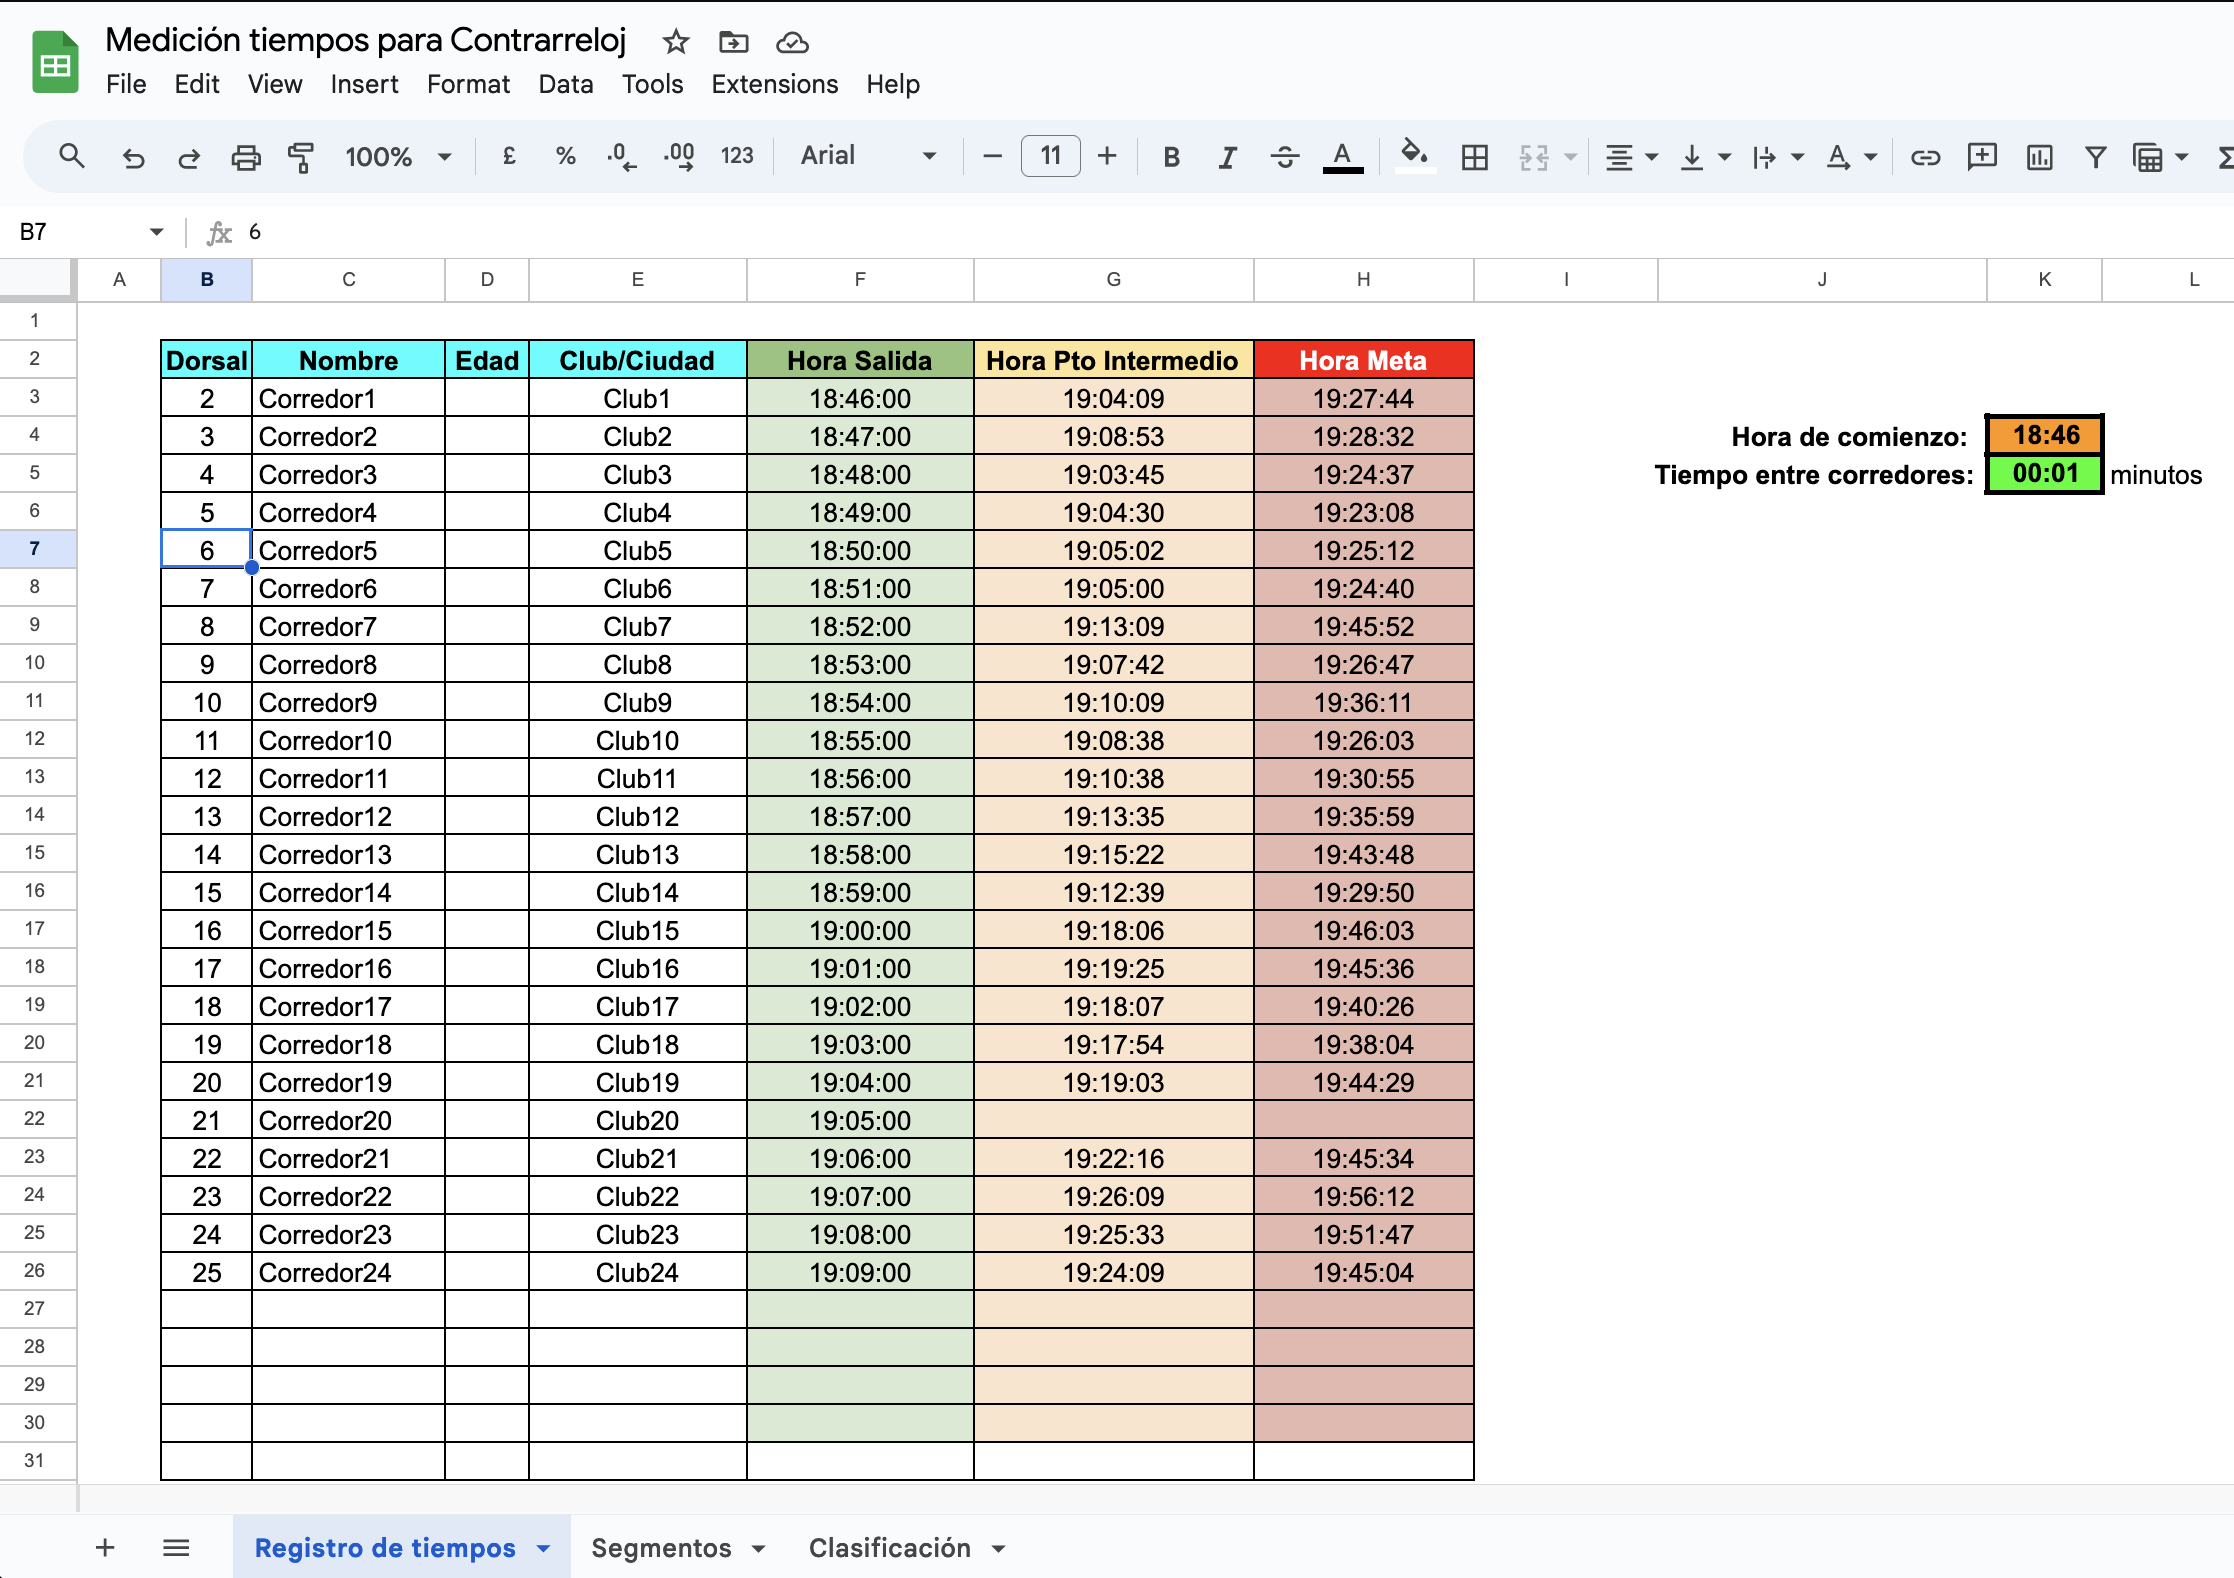 Medición tiempos para Contrarreloj
File Edit View Insert Format Data Tools Extensions Help
100% £ % .0 .00 123 Arial 11 B I S A A Σ
B7 fx 6
A B C D E F G H I J K L
1
2 Dorsal Nombre Edad Club/Ciudad Hora Salida Hora Pto Intermedio Hora Meta
3 2 Corredor1 Club1 18:46:00 19:04:09 19:27:44
4 3 Corredor2 Club2 18:47:00 19:08:53 19:28:32 Hora de comienzo: 18:46
5 4 Corredor3 Club3 18:48:00 19:03:45 19:24:37 Tiempo entre corredores: 00:01 minutos
6 5 Corredor4 Club4 18:49:00 19:04:30 19:23:08
7 6 Corredor5 Club5 18:50:00 19:05:02 19:25:12
8 7 Corredor6 Club6 18:51:00 19:05:00 19:24:40
9 8 Corredor7 Club7 18:52:00 19:13:09 19:45:52
10 9 Corredor8 Club8 18:53:00 19:07:42 19:26:47
11 10 Corredor9 Club9 18:54:00 19:10:09 19:36:11
12 11 Corredor10 Club10 18:55:00 19:08:38 19:26:03
13 12 Corredor11 Club11 18:56:00 19:10:38 19:30:55
14 13 Corredor12 Club12 18:57:00 19:13:35 19:35:59
15 14 Corredor13 Club13 18:58:00 19:15:22 19:43:48
16 15 Corredor14 Club14 18:59:00 19:12:39 19:29:50
17 16 Corredor15 Club15 19:00:00 19:18:06 19:46:03
18 17 Corredor16 Club16 19:01:00 19:19:25 19:45:36
19 18 Corredor17 Club17 19:02:00 19:18:07 19:40:26
20 19 Corredor18 Club18 19:03:00 19:17:54 19:38:04
21 20 Corredor19 Club19 19:04:00 19:19:03 19:44:29
22 21 Corredor20 Club20 19:05:00
23 22 Corredor21 Club21 19:06:00 19:22:16 19:45:34
24 23 Corredor22 Club22 19:07:00 19:26:09 19:56:12
25 24 Corredor23 Club23 19:08:00 19:25:33 19:51:47
26 25 Corredor24 Club24 19:09:00 19:24:09 19:45:04
27
28
29
30
31
Registro de tiempos Segmentos Clasificación